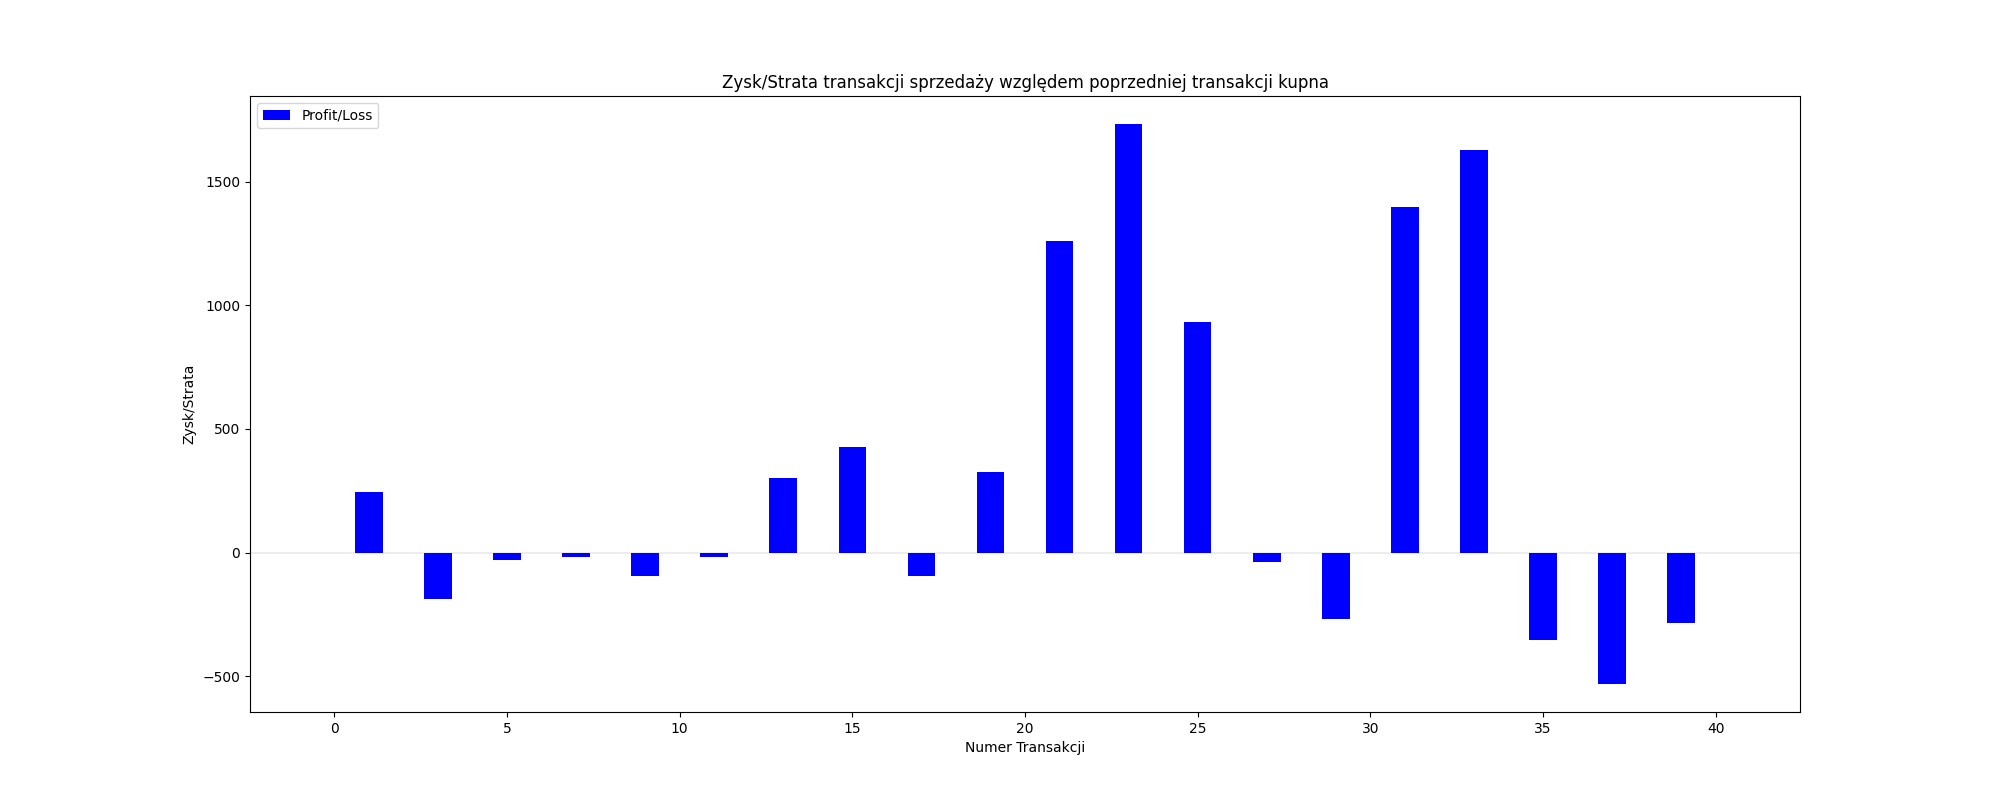 Zysk/Strata transakcji sprzedaży względem poprzedniej transakcji kupna
Profit/Loss
Zysk/Strata
1500
1000
500
0
−500
0 5 10 15 20 25 30 35 40
Numer Transakcji